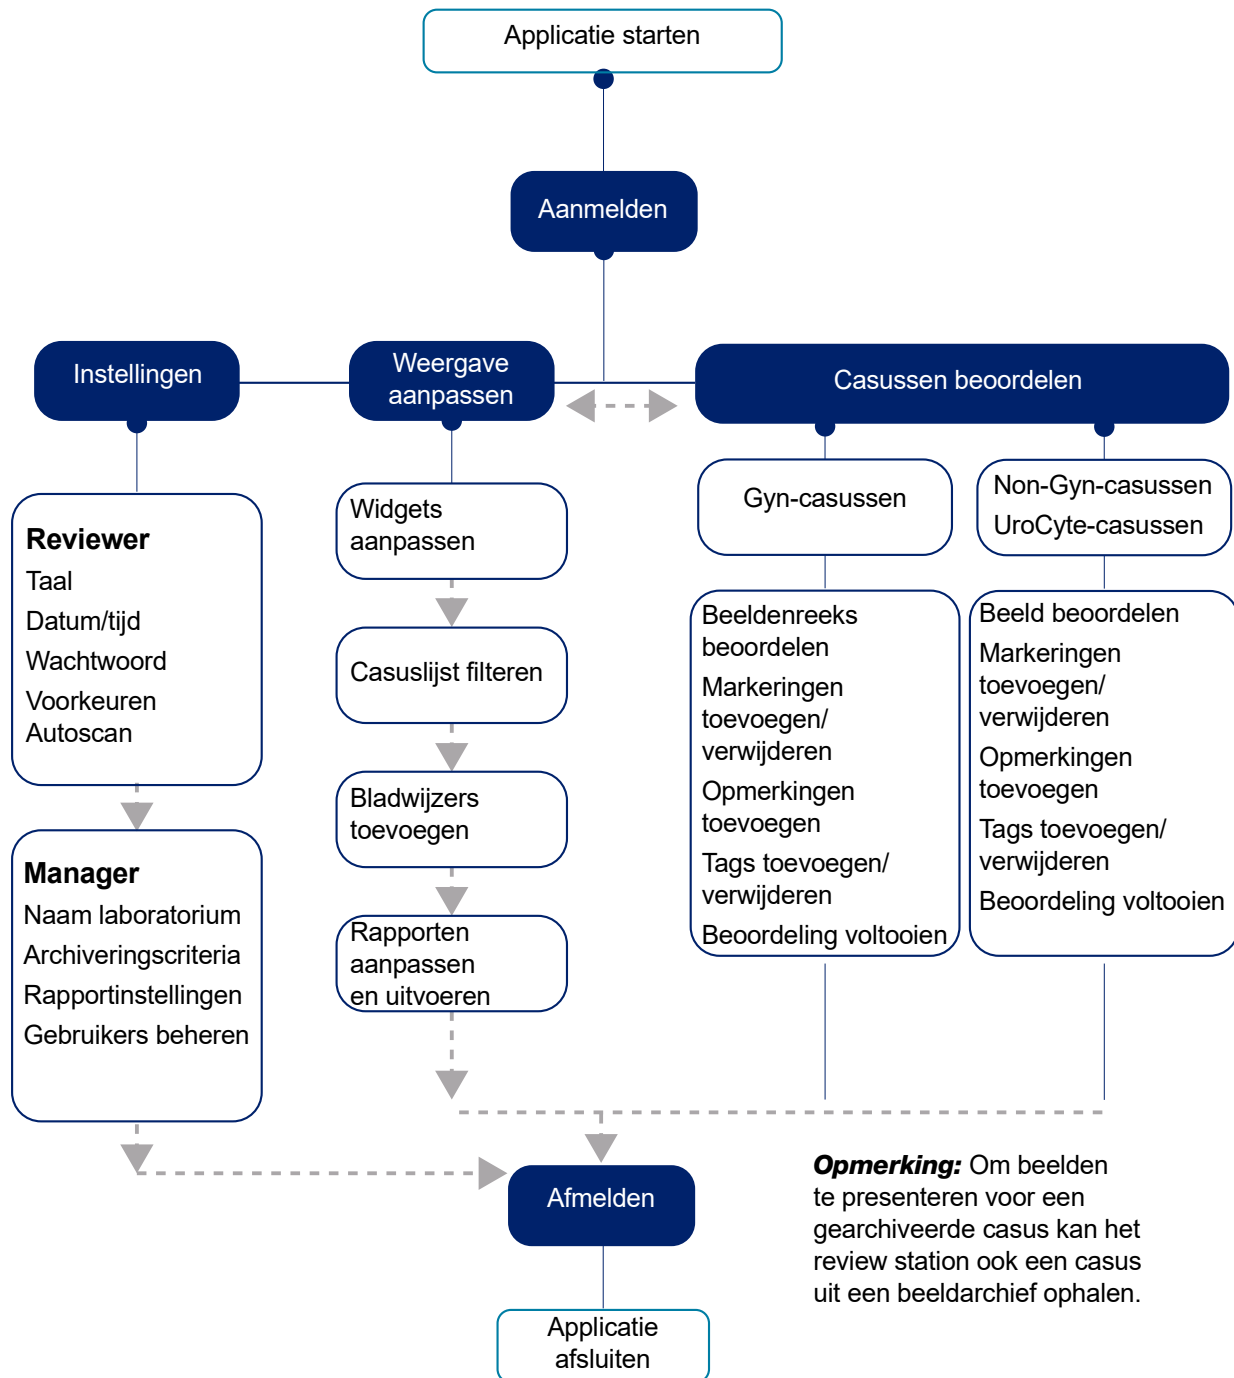 Applicatie starten
Aanmelden
Instellingen
Weergave
aanpassen
Casussen beoordelen
Reviewer
Taal
Datum/tijd
Wachtwoord
Voorkeuren
Autoscan
Manager
Naam laboratorium
Archiveringscriteria
Rapportinstellingen
Gebruikers beheren
Widgets
aanpassen
Casuslijst filteren
Bladwijzers
toevoegen
Rapporten
aanpassen
en uitvoeren
Gyn-casussen
Beeldenreeks
beoordelen
Markeringen
toevoegen/
verwijderen
Opmerkingen
toevoegen
Tags toevoegen/
verwijderen
Beoordeling voltooien
Non-Gyn-casussen
UroCyte-casussen
Beeld beoordelen
Markeringen
toevoegen/
verwijderen
Opmerkingen
toevoegen
Tags toevoegen/
verwijderen
Beoordeling voltooien
Afmelden
Applicatie
afsluiten
Opmerking: Om beelden
te presenteren voor een
gearchiveerde casus kan het
review station ook een casus
uit een beeldarchief ophalen.